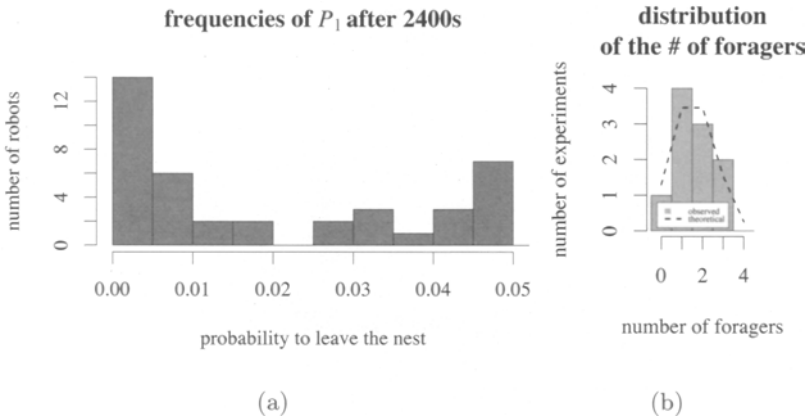 frequencies of P1 after 2400s
number of robots
0 4 8 12
0.00 0.01 0.02 0.03 0.04 0.05
probability to leave the nest
(a)
distribution
of the # of foragers
number of experiments
0 1 2 3 4
observed
theoretical
0 2 4
number of foragers
(b)